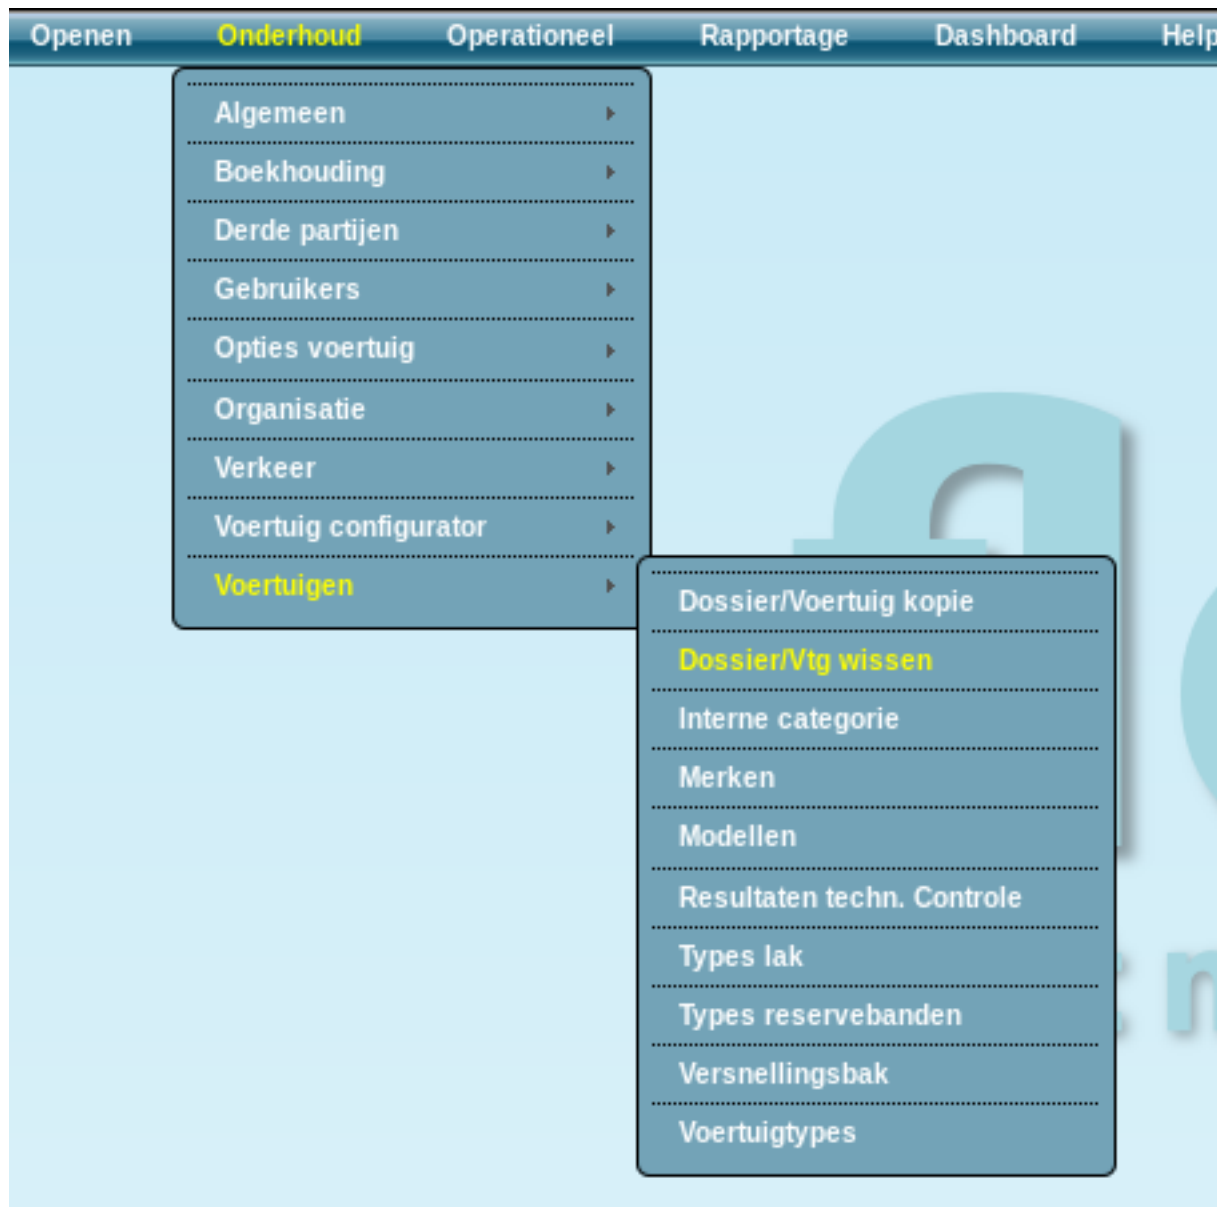 Openen Onderhoud Operationeel Rapportage Dashboard Help
Algemeen
Boekhouding
Derde partijen
Gebruikers
Opties voertuig
Organisatie
Verkeer
Voertuig configurator
Voertuigen
Dossier/Voertuig kopie
Dossier/Vtg wissen
Interne categorie
Merken
Modellen
Resultaten techn. Controle
Types lak
Types reservebanden
Versnellingsbak
Voertuigtypes